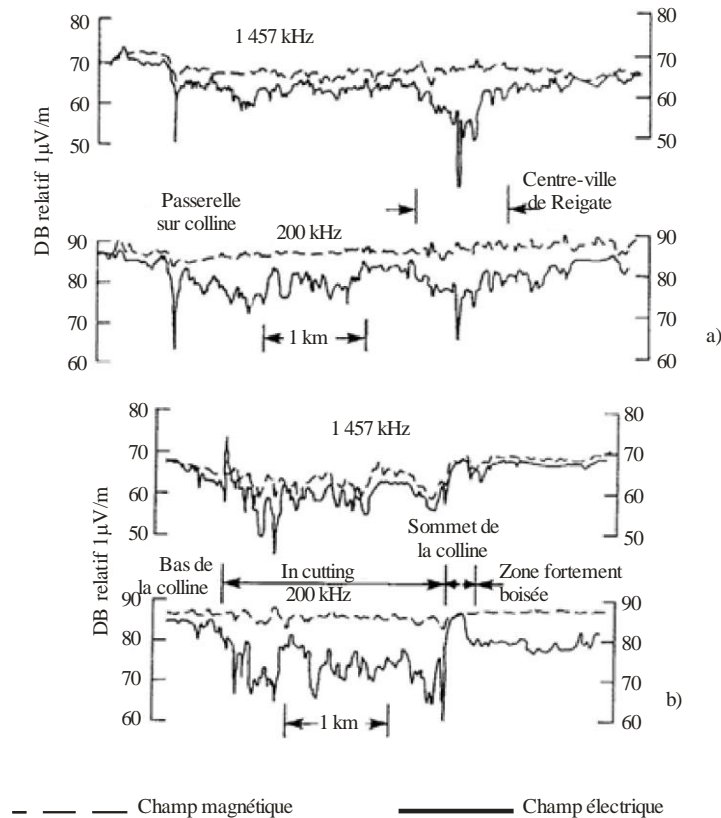 80
80
1 457 kHz
70
70
60
60
50
50
DB relatif 1µV/m
Passerelle
sur colline
Centre-ville
de Reigate
90
200 kHz
90
80
80
70
70
1 km
60
60
a)
80
80
1 457 kHz
70
70
60
60
50
50
DB relatif 1µV/m
Sommet de
la colline
Bas de
la colline
In cutting
Zone fortement
boisée
200 kHz
90
90
80
80
70
70
60
60
1 km
b)
Champ magnétique
Champ électrique